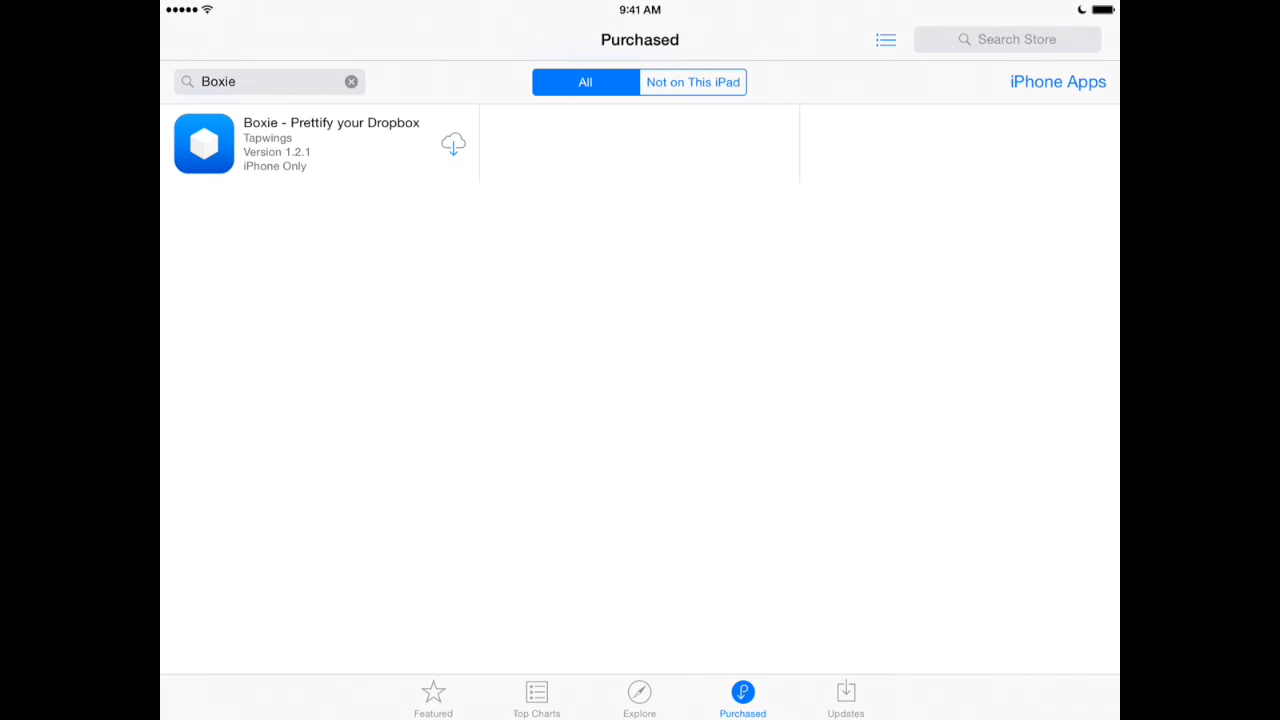 9:41 AM
Purchased
Search Store
Boxie
All
Not on This iPad
iPhone Apps
Boxie - Prettify your Dropbox
Tapwings
Version 1.2.1
iPhone Only
Featured
Top Charts
Explore
Purchased
Updates